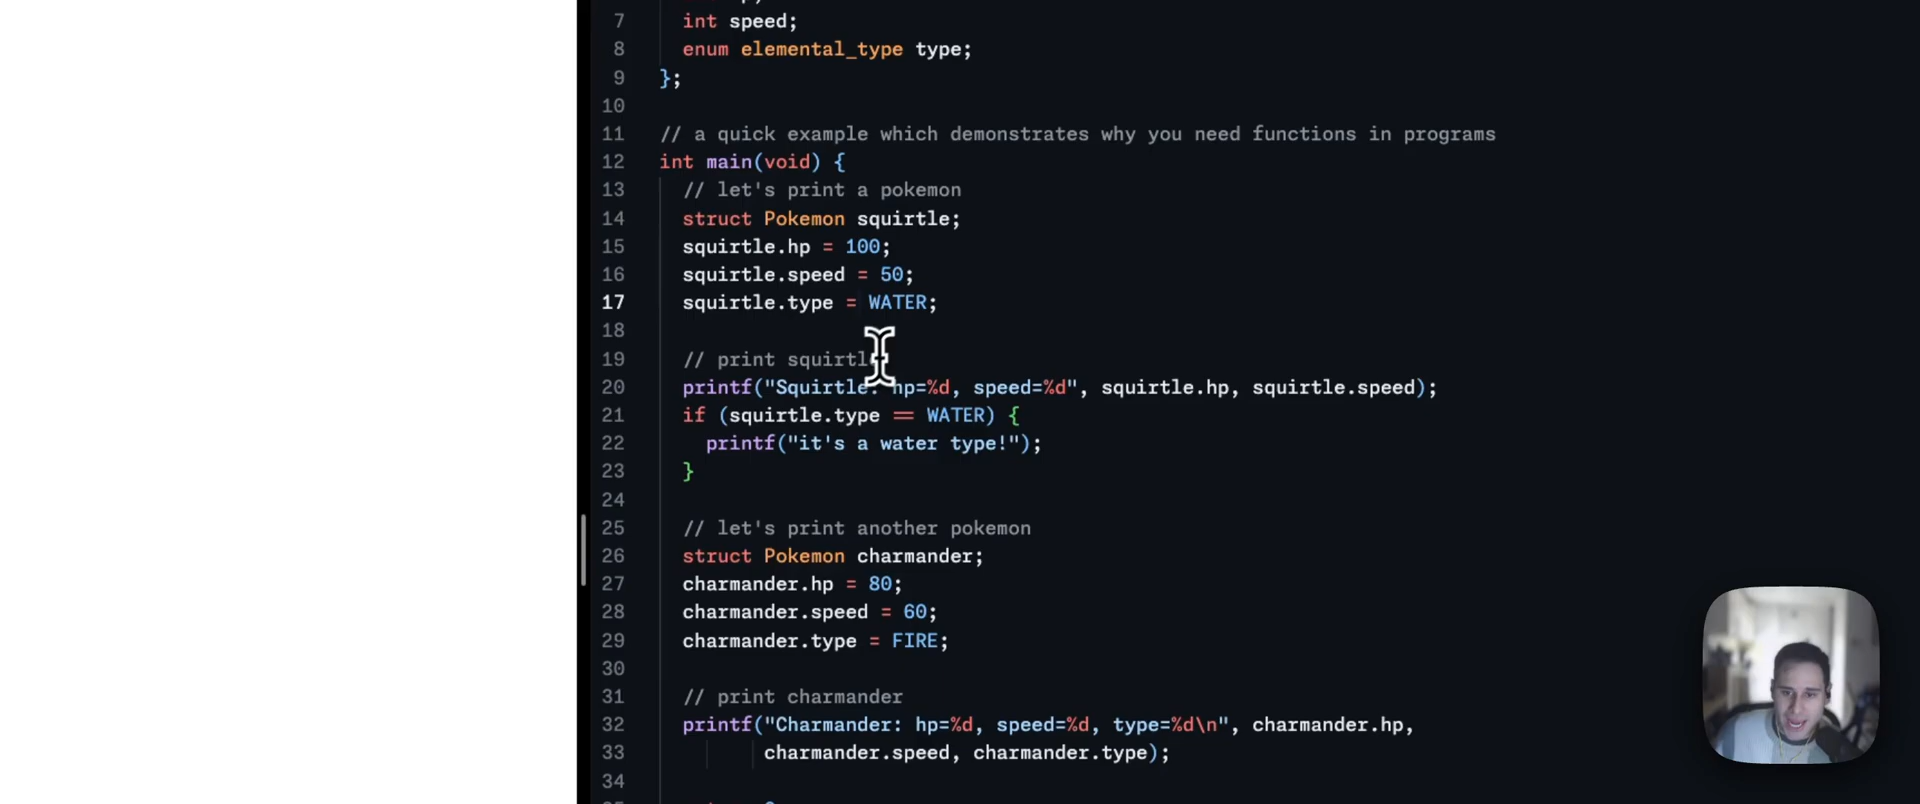 7 int speed;
8 enum elemental_type type;
9 };
10
11 // a quick example which demonstrates why you need functions in programs
12 int main(void) {
13 // let's print a pokemon
14 struct Pokemon squirtle;
15 squirtle.hp = 100;
16 squirtle.speed = 50;
17 squirtle.type = WATER;
18
19 // print squirtl
20 printf("Squirtle: hp=%d, speed=%d", squirtle.hp, squirtle.speed);
21 if (squirtle.type == WATER) {
22 printf("it's a water type!");
23 }
24
25 // let's print another pokemon
26 struct Pokemon charmander;
27 charmander.hp = 80;
28 charmander.speed = 60;
29 charmander.type = FIRE;
30
31 // print charmander
32 printf("Charmander: hp=%d, speed=%d, type=%d\n", charmander.hp,
33 charmander.speed, charmander.type);
34